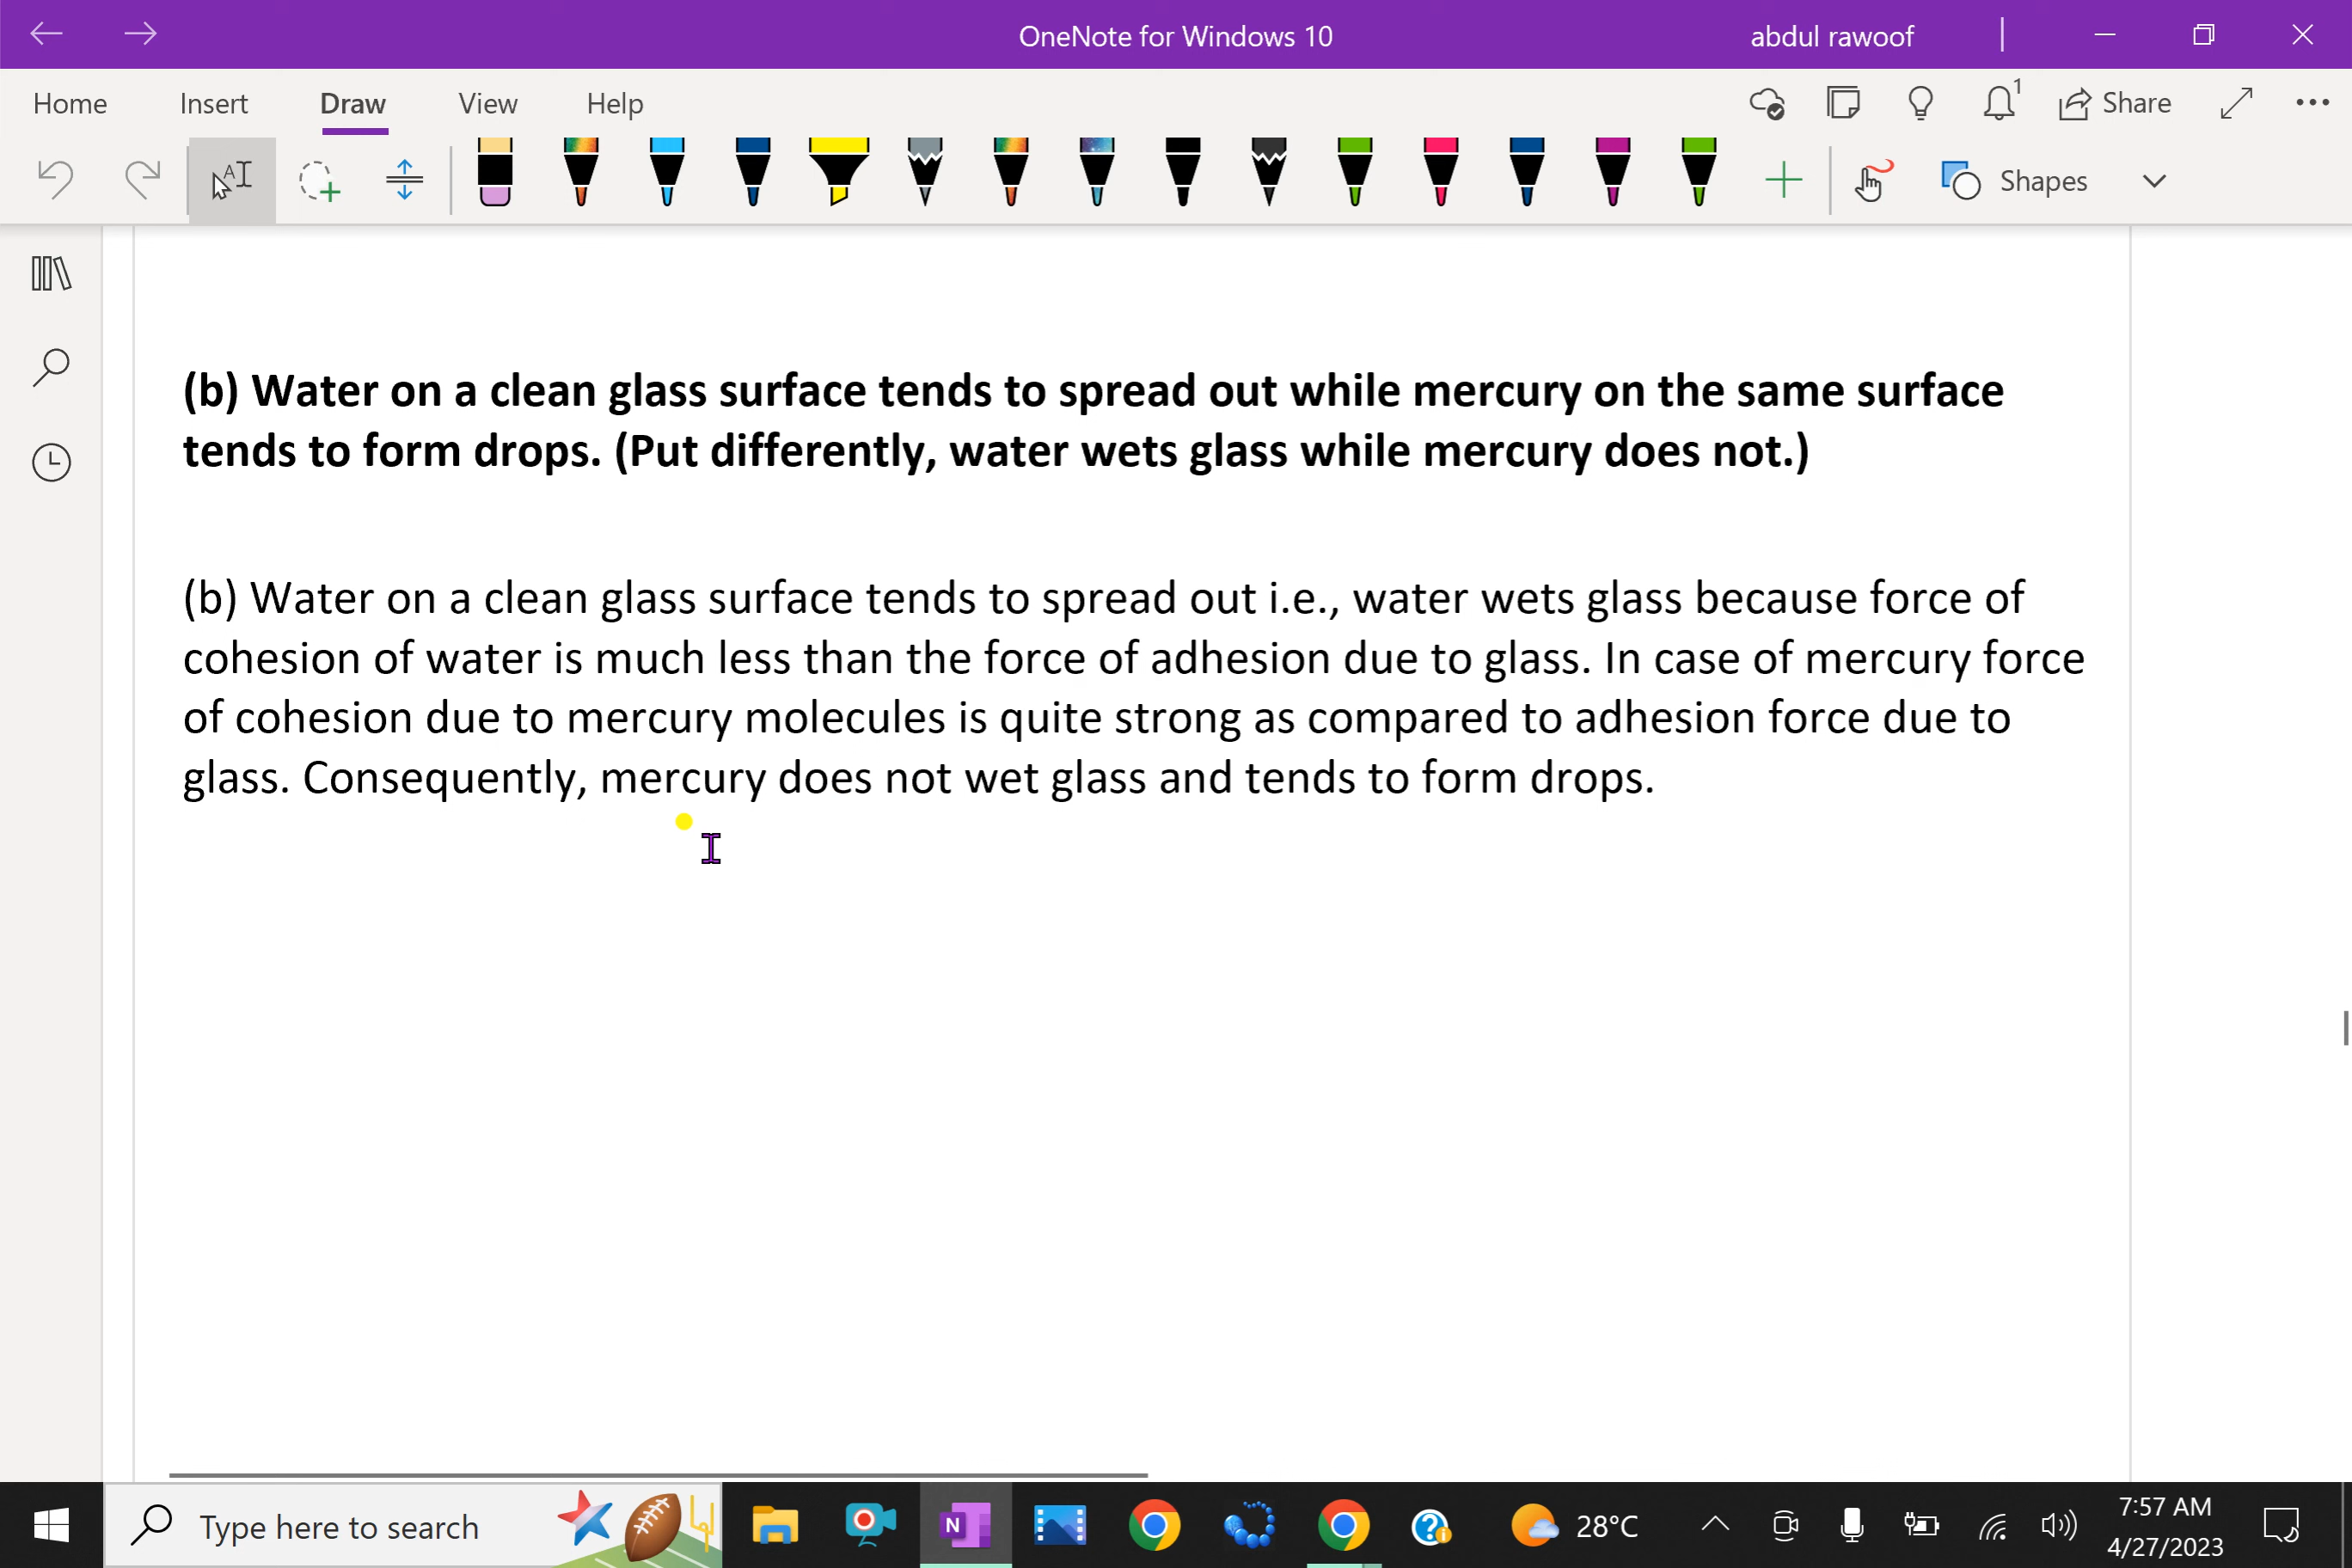 OneNote for Windows 10
abdul rawoof
Home Insert Draw View Help
1 Share
AI
Shapes
(b) Water on a clean glass surface tends to spread out while mercury on the same surface
tends to form drops. (Put differently, water wets glass while mercury does not.)
(b) Water on a clean glass surface tends to spread out i.e., water wets glass because force of
cohesion of water is much less than the force of adhesion due to glass. In case of mercury force
of cohesion due to mercury molecules is quite strong as compared to adhesion force due to
glass. Consequently, mercury does not wet glass and tends to form drops.
Type here to search
N
28°C
7:57 AM
4/27/2023